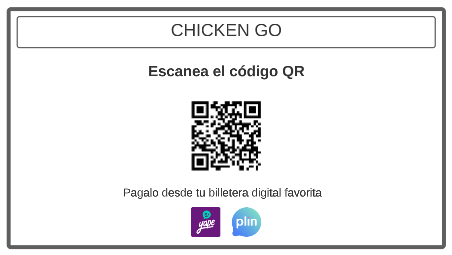 CHICKEN GO
Escanea el código QR
Pagalo desde tu billetera digital favorita
yape
plin